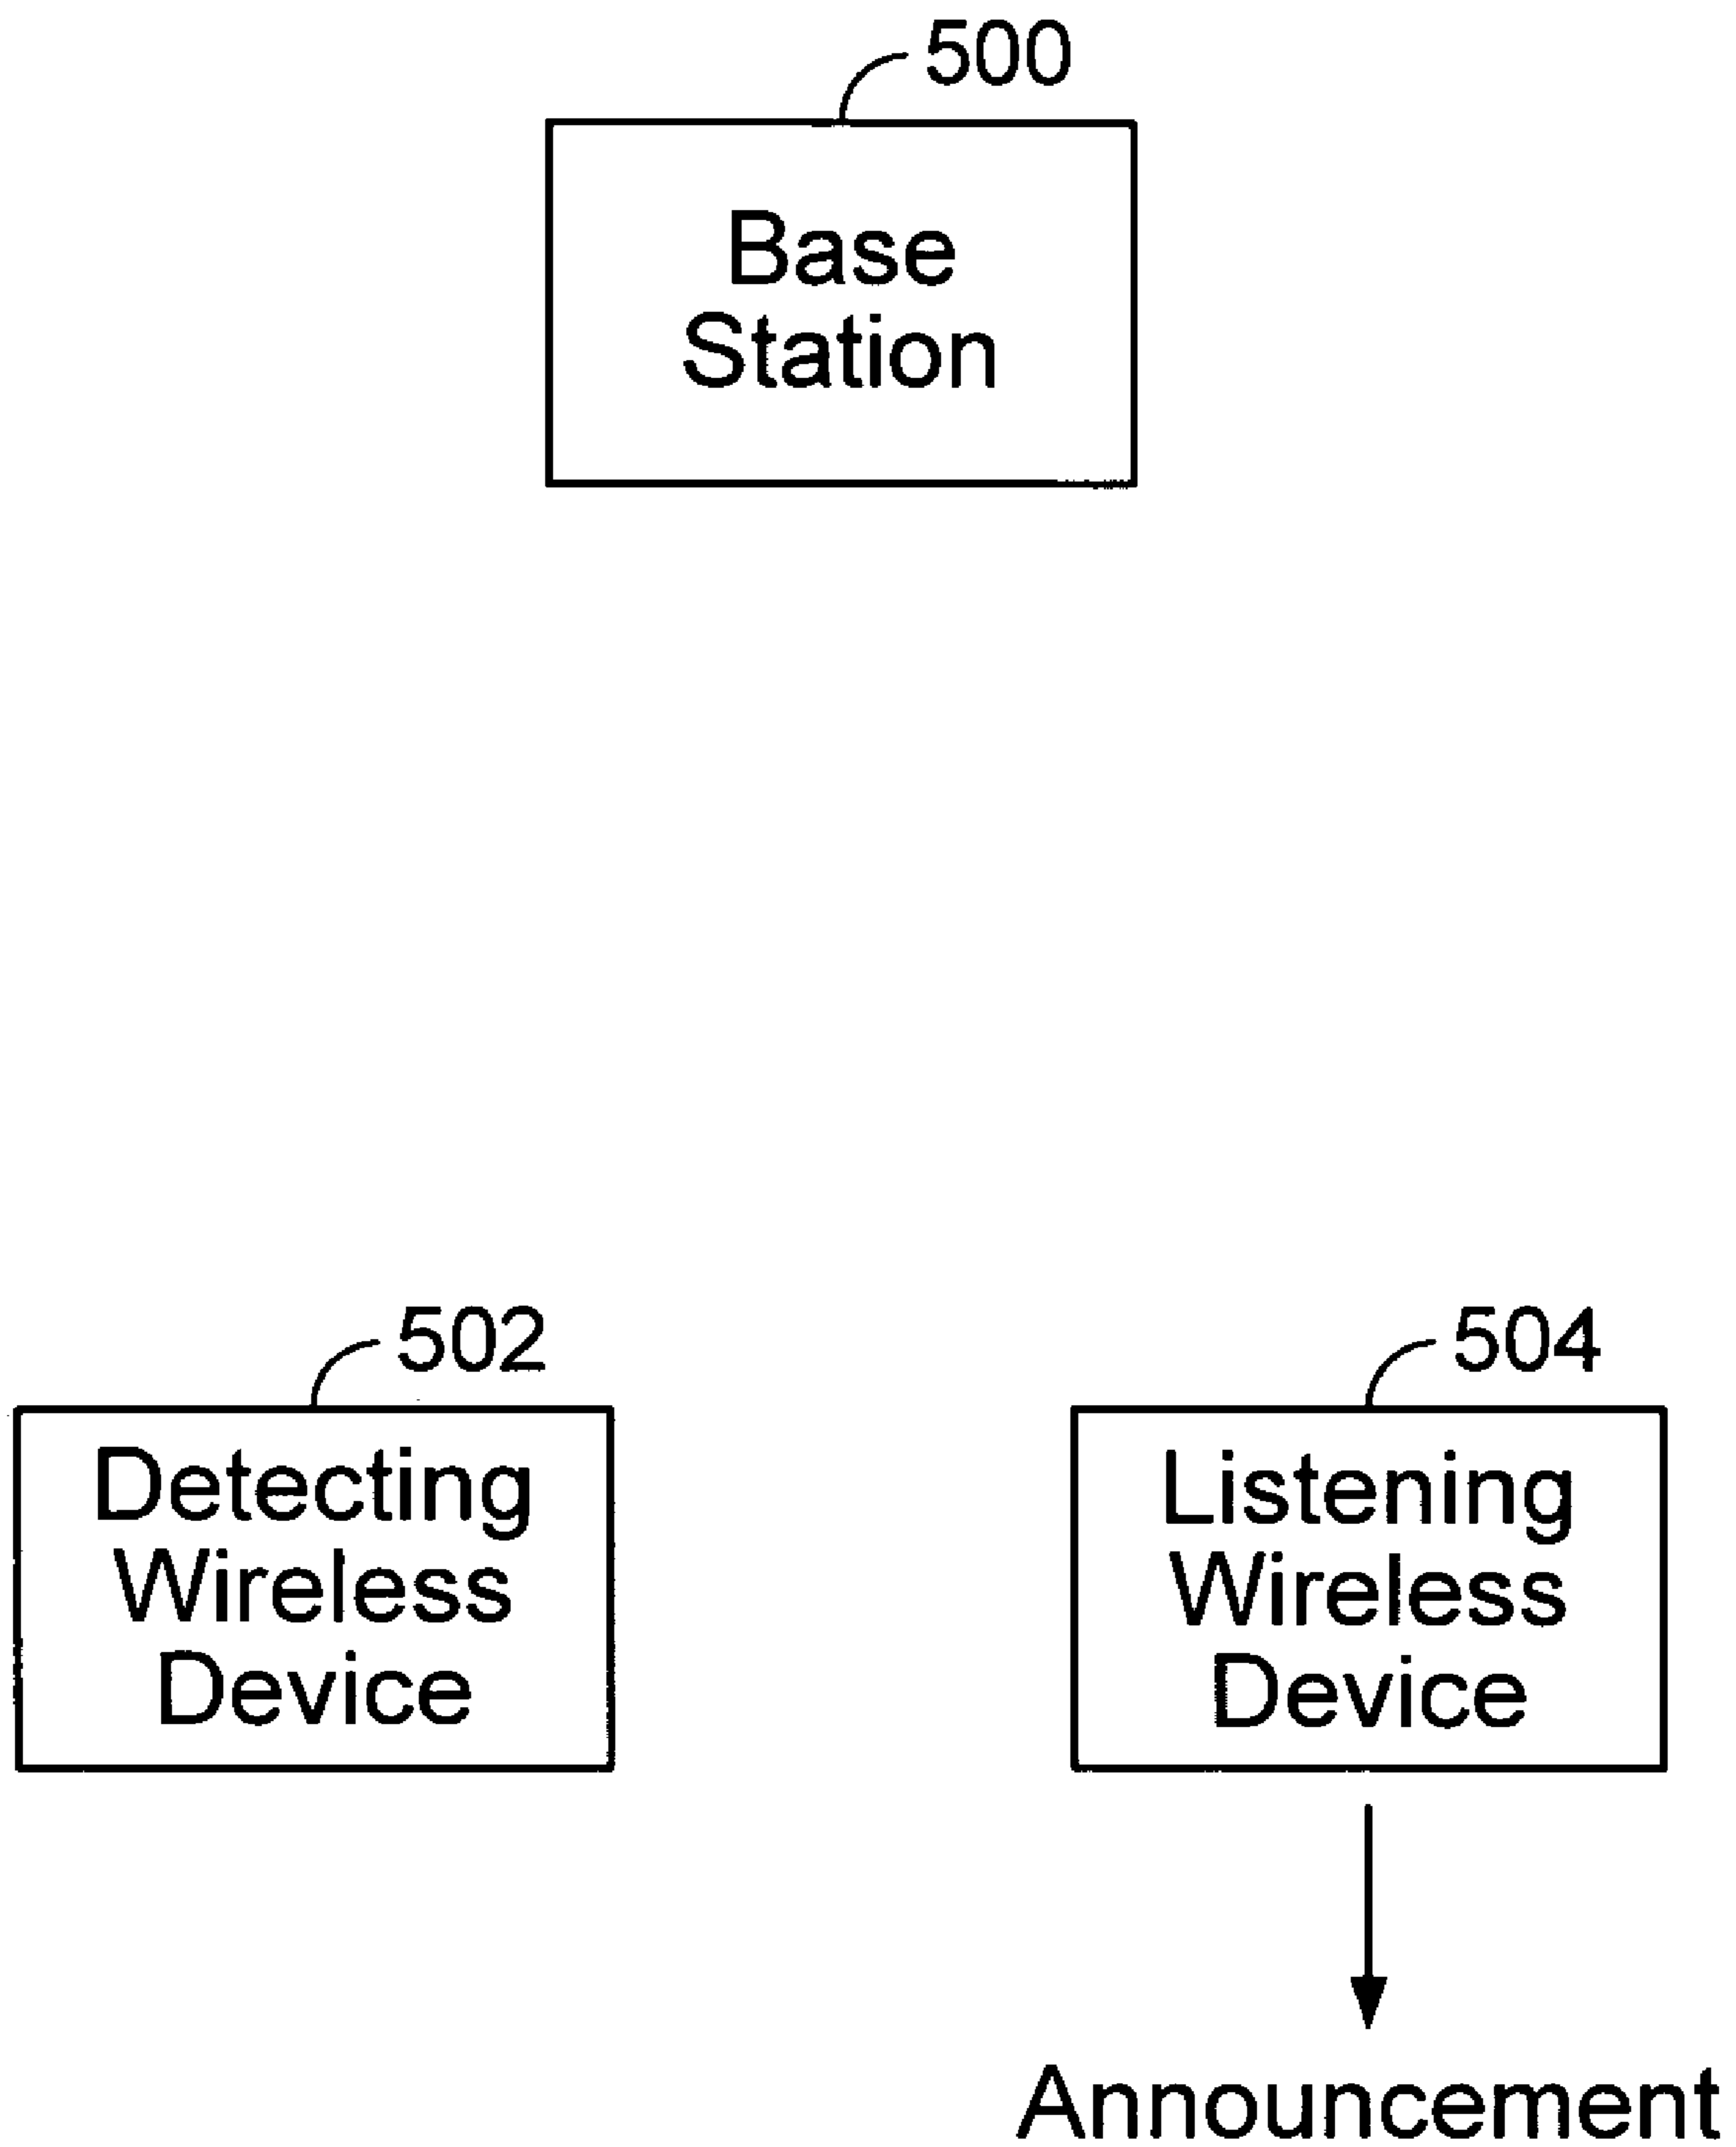 500
Base
Station
502
Detecting
Wireless
Device
504
Listening
Wireless
Device
Announcement